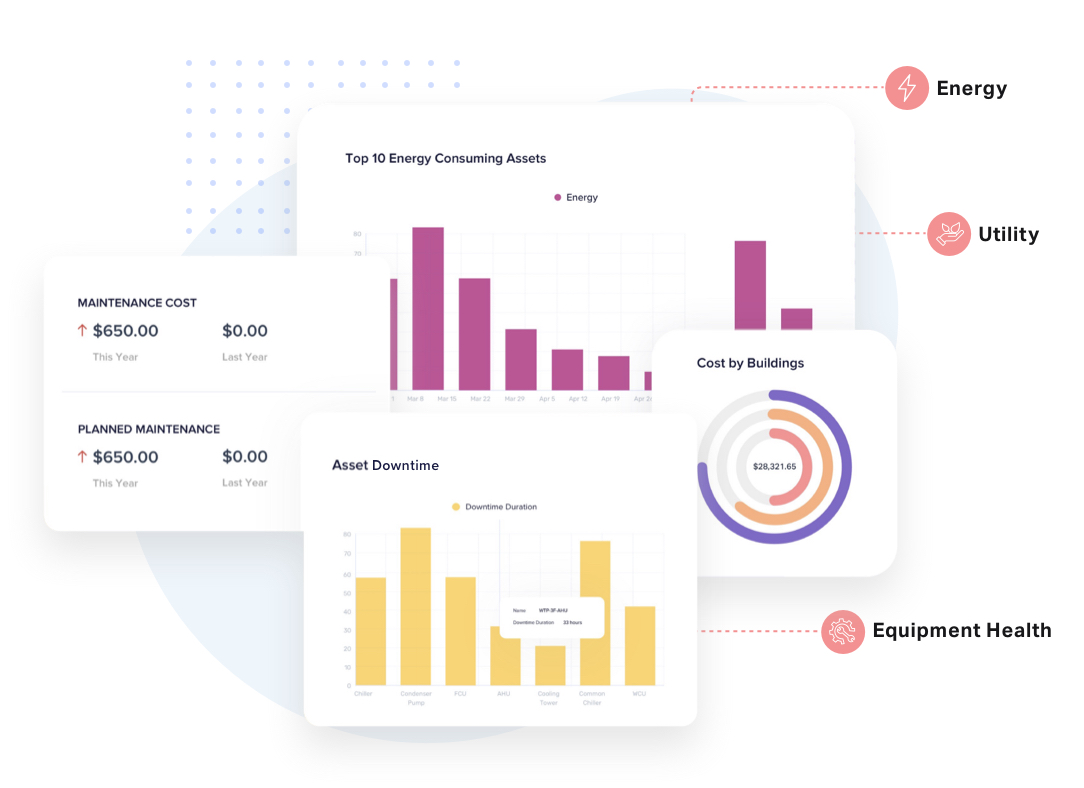 Energy
Top 10 Energy Consuming Assets
Energy
80
70
Utility
MAINTENANCE COST
$650.00 $0.00
This Year Last Year
Mar 8 Mar 15 Mar 22 Mar 29 Apr 5 Apr 12 Apr 19
Cost by Buildings
$28,321.65
PLANNED MAINTENANCE
$650.00 $0.00
This Year Last Year
Asset Downtime
Downtime Duration
80
70
60
50
40
30
20
10
0
Name WTP-3F-AHU
Downtime Duration 33 hours
Chiller Condenser Pump FCU AHU Cooling Tower Common Chiller WCU
Equipment Health